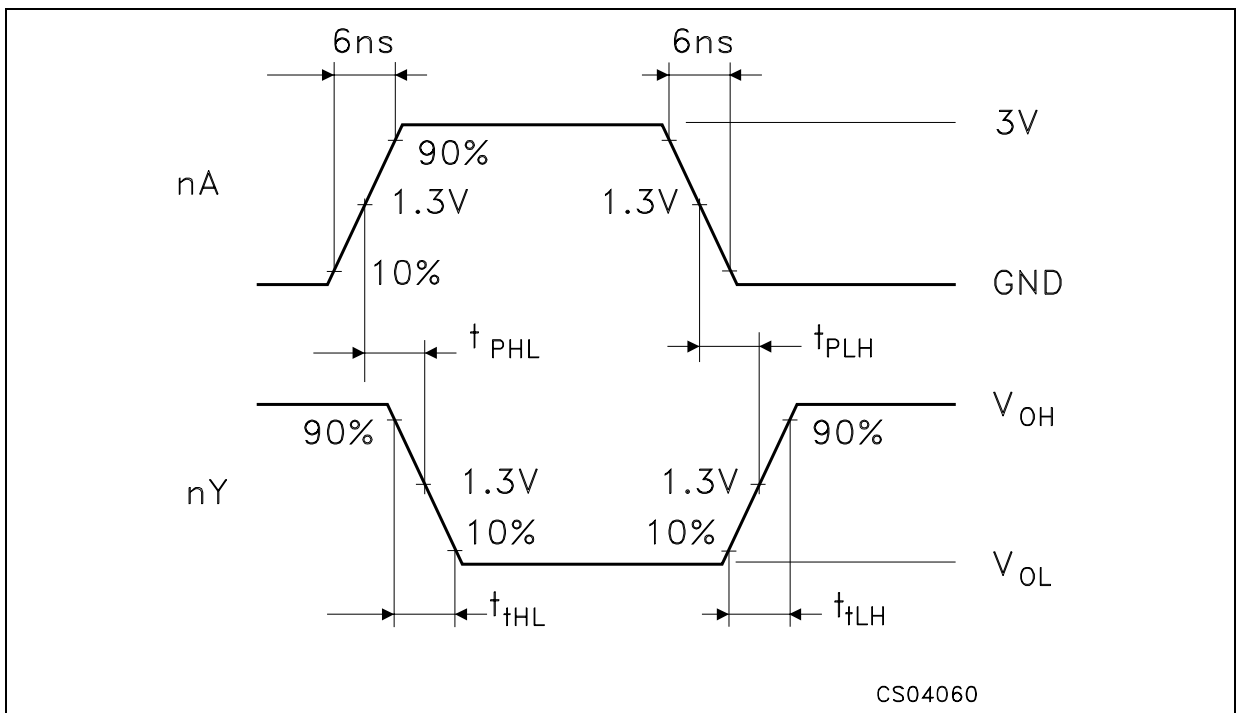 6ns 6ns
3V
90%
nA
1.3V 1.3V
10%
GND
t PHL tPLH
VOH
90% 90%
nY
1.3V 1.3V
10% 10%
VOL
ttHL ttLH
CS04060